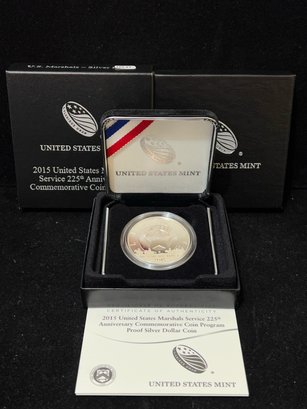 U.S. Marshals – Silver
UNITED STATES
2015 United States M
Service 225th Anniv
Commemorative Coin
UNITED STATES MINT
UNITED STATES MINT
CERTIFICATE OF AUTHENTICITY
2015 United States Marshals Service 225th
Anniversary Commemorative Coin Program
Proof Silver Dollar Coin
UNITED STATES MINT